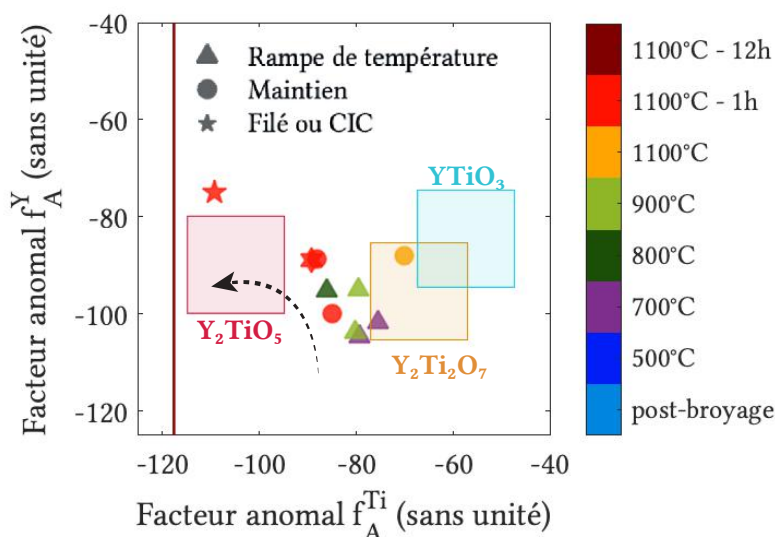 Facteur anomal f_A^Y (sans unité)
-40
-60
-80
-100
-120
Rampe de température
Maintien
Filé ou CIC
YTiO₃
Y₂TiO₅
Y₂Ti₂O₇
-120 -100 -80 -60 -40
Facteur anomal f_A^Ti (sans unité)
1100°C - 12h
1100°C - 1h
1100°C
900°C
800°C
700°C
500°C
post-broyage